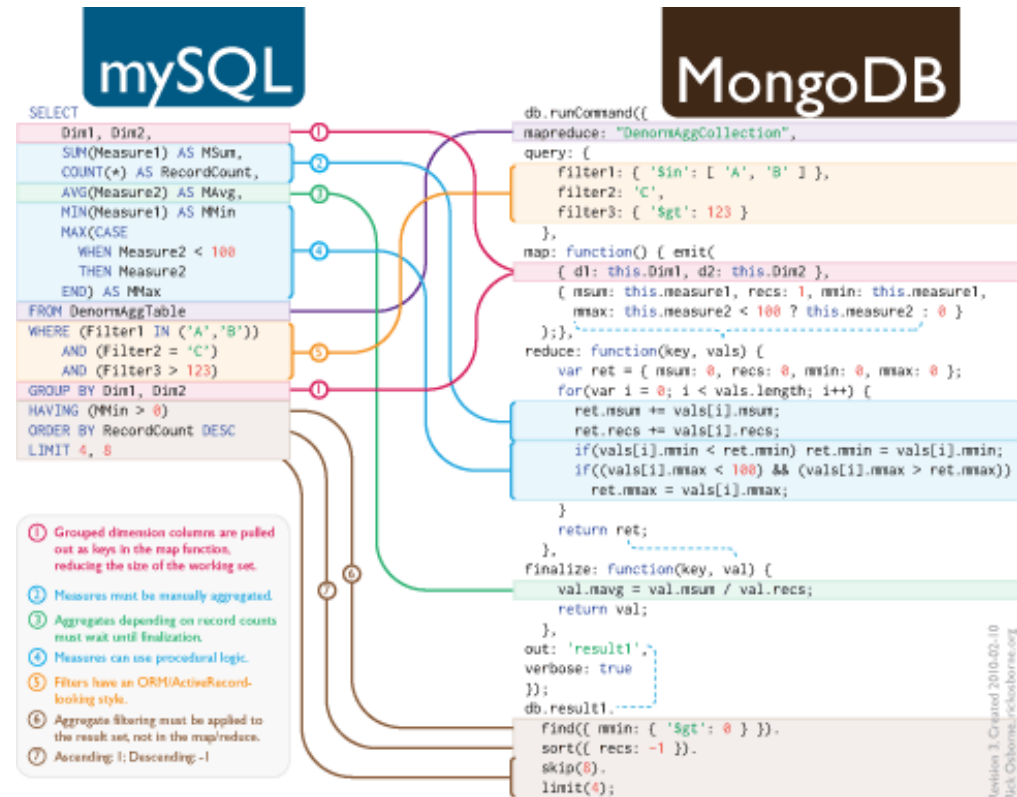 mySQL
SELECT
Dim1, Dim2,
SUM(Measure1) AS MSum,
COUNT(*) AS RecordCount,
AVG(Measure2) AS MAvg,
MIN(Measure1) AS MMin
MAX(CASE
WHEN Measure2 < 100
THEN Measure2
END) AS MMax
FROM DenormAggTable
WHERE (Filter1 IN ('A','B'))
AND (Filter2 = 'C')
AND (Filter3 > 123)
GROUP BY Dim1, Dim2
HAVING (MMin > 0)
ORDER BY RecordCount DESC
LIMIT 4, 8
1
2
3
4
5
1
6
7
1 Grouped dimension columns are pulled
out as keys in the map function,
reducing the size of the working set.
2 Measures must be manually aggregated.
3 Aggregates depending on record counts
must wait until finalization.
4 Measures can use procedural logic.
5 Filters have an ORM/ActiveRecord-
looking style.
6 Aggregate filtering must be applied to
the result set, not in the map/reduce.
7 Ascending: 1; Descending: -1
MongoDB
db.runCommand({
mapreduce: "DenormAggCollection",
query: {
filter1: { '$in': [ 'A', 'B' ] },
filter2: 'C',
filter3: { '$gt': 123 }
},
map: function() { emit(
{ d1: this.Dim1, d2: this.Dim2 },
{ msum: this.measure1, recs: 1, mmin: this.measure1,
mmax: this.measure2 < 100 ? this.measure2 : 0 }
);},
reduce: function(key, vals) {
var ret = { msum: 0, recs: 0, mmin: 0, mmax: 0 };
for(var i = 0; i < vals.length; i++) {
ret.msum += vals[i].msum;
ret.recs += vals[i].recs;
if(vals[i].mmin < ret.mmin) ret.mmin = vals[i].mmin;
if((vals[i].mmax < 100) && (vals[i].mmax > ret.mmax))
ret.mmax = vals[i].mmax;
}
return ret;
},
finalize: function(key, val) {
val.mavg = val.msum / val.recs;
return val;
},
out: 'result1',
verbose: true
});
db.result1.
find({ mmin: { '$gt': 0 } }).
sort({ recs: -1 }).
skip(8).
limit(4);
3, Created 2010-02-10
Osborne, rickosborne.org